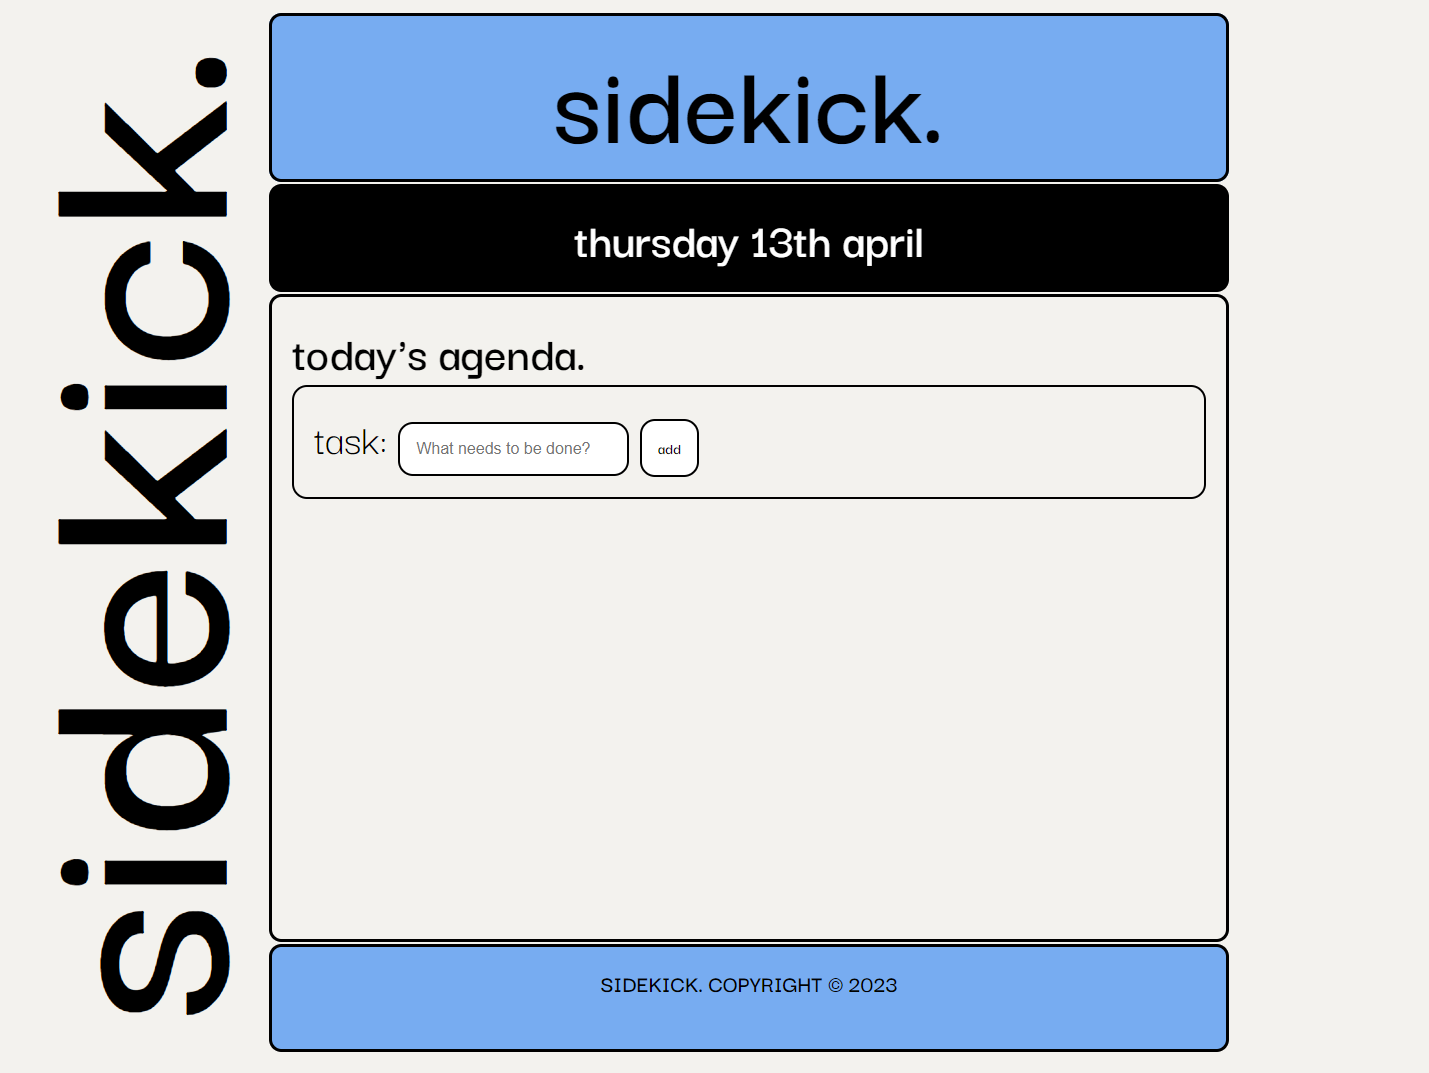 sidekick.
sidekick.
thursday 13th april
today’s agenda.
task: What needs to be done? add
SIDEKICK. COPYRIGHT © 2023